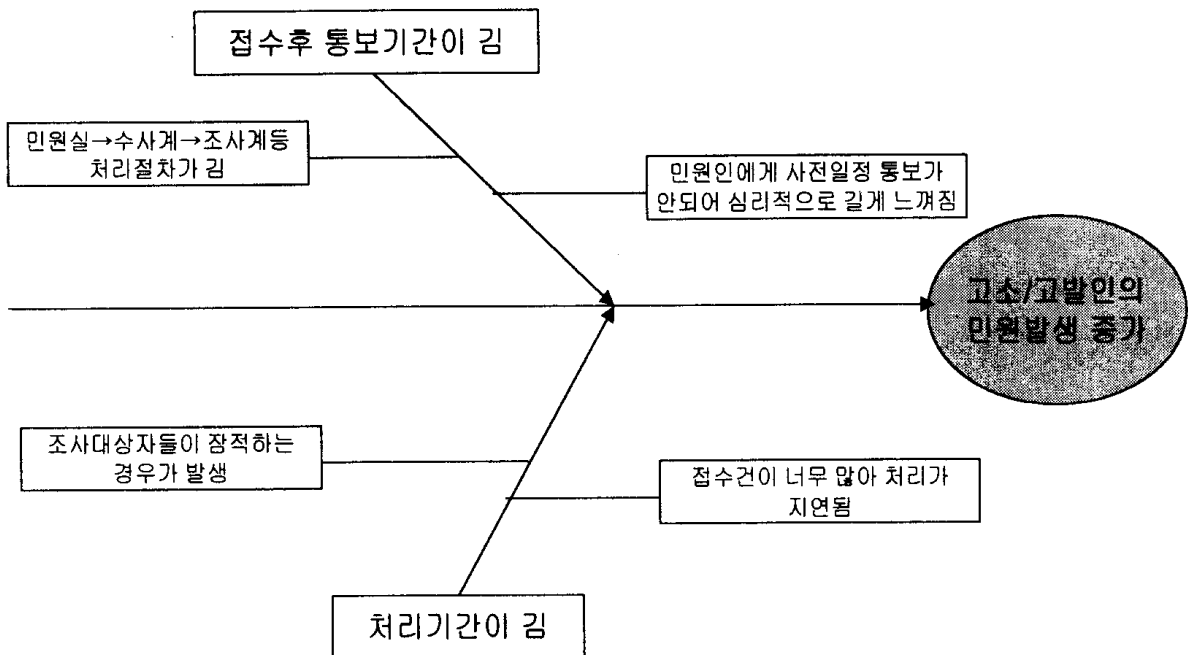 접수후 통보기간이 김
민원실→수사계→조사계등
처리절차가 김
민원인에게 사전일정 통보가
안되어 심리적으로 길게 느껴짐
고소/고발인의
민원발생 증가
조사대상자들이 잠적하는
경우가 발생
접수건이 너무 많아 처리가
지연됨
처리기간이 김